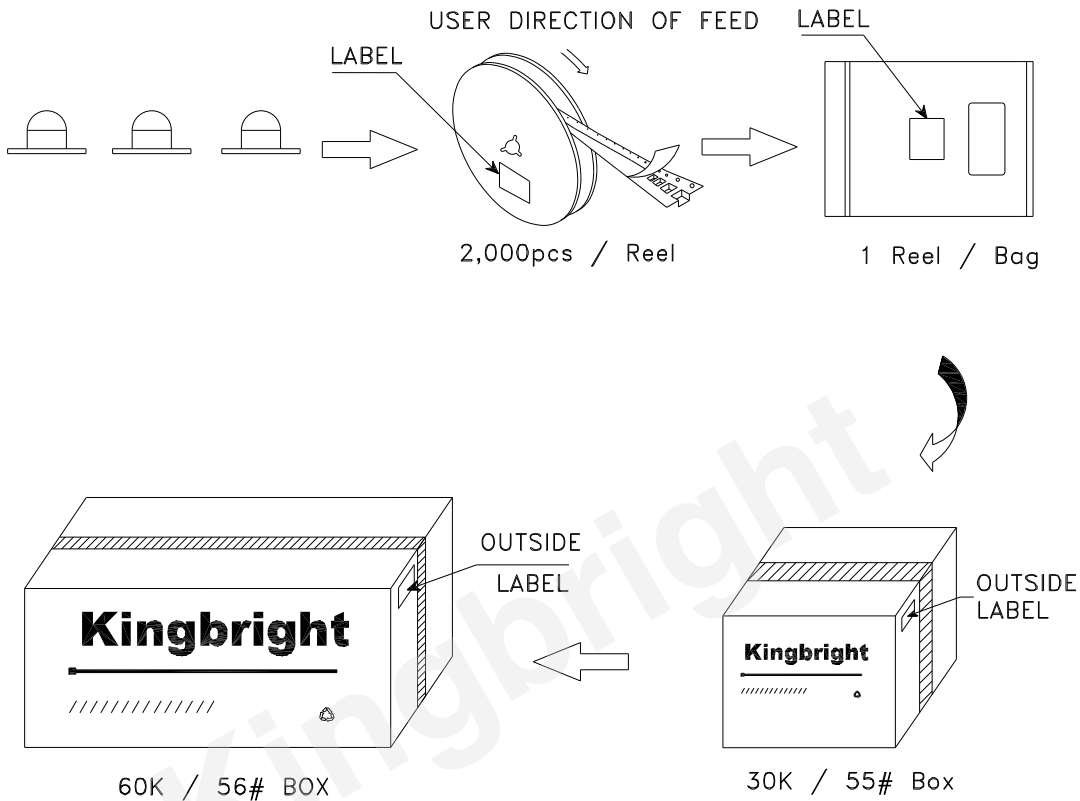 USER DIRECTION OF FEED
LABEL
LABEL
2,000pcs / Reel
1 Reel / Bag
OUTSIDE
LABEL
Kingbright
60K / 56# BOX
OUTSIDE
LABEL
Kingbright
30K / 55# Box
Kingbright